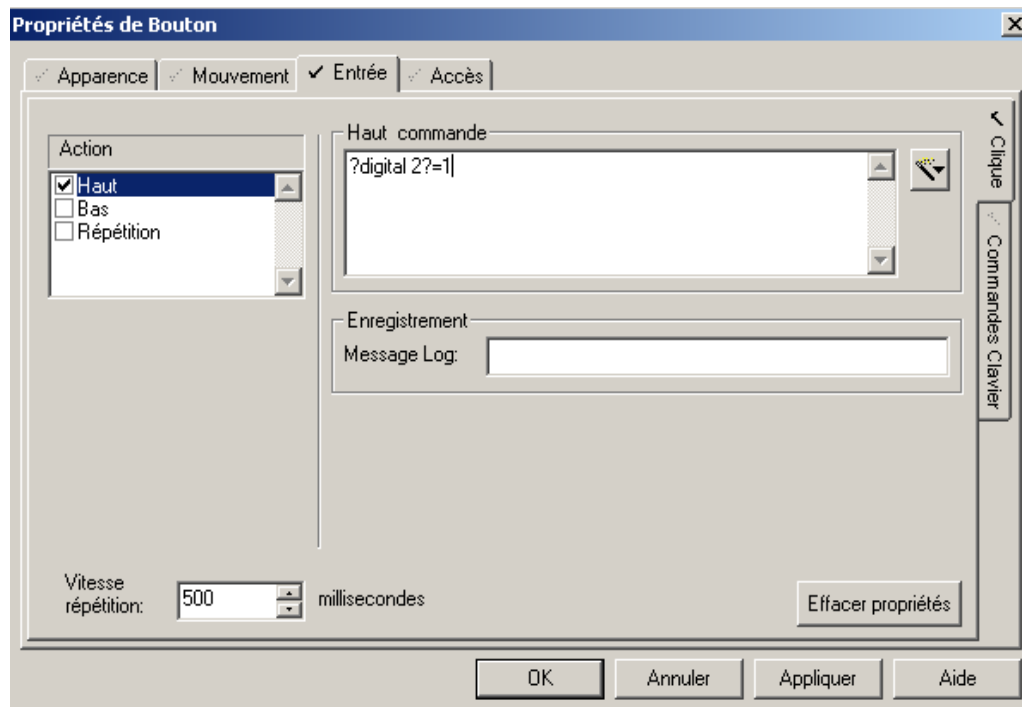 Propriétés de Bouton
Apparence Mouvement Entrée Accès
Action
Haut
Bas
Répétition
Haut commande
?digital 2?=1
Enregistrement
Message Log:
Vitesse
répétition:
500
millisecondes
Effacer propriétés
Clique
Commandes Clavier
OK Annuler Appliquer Aide